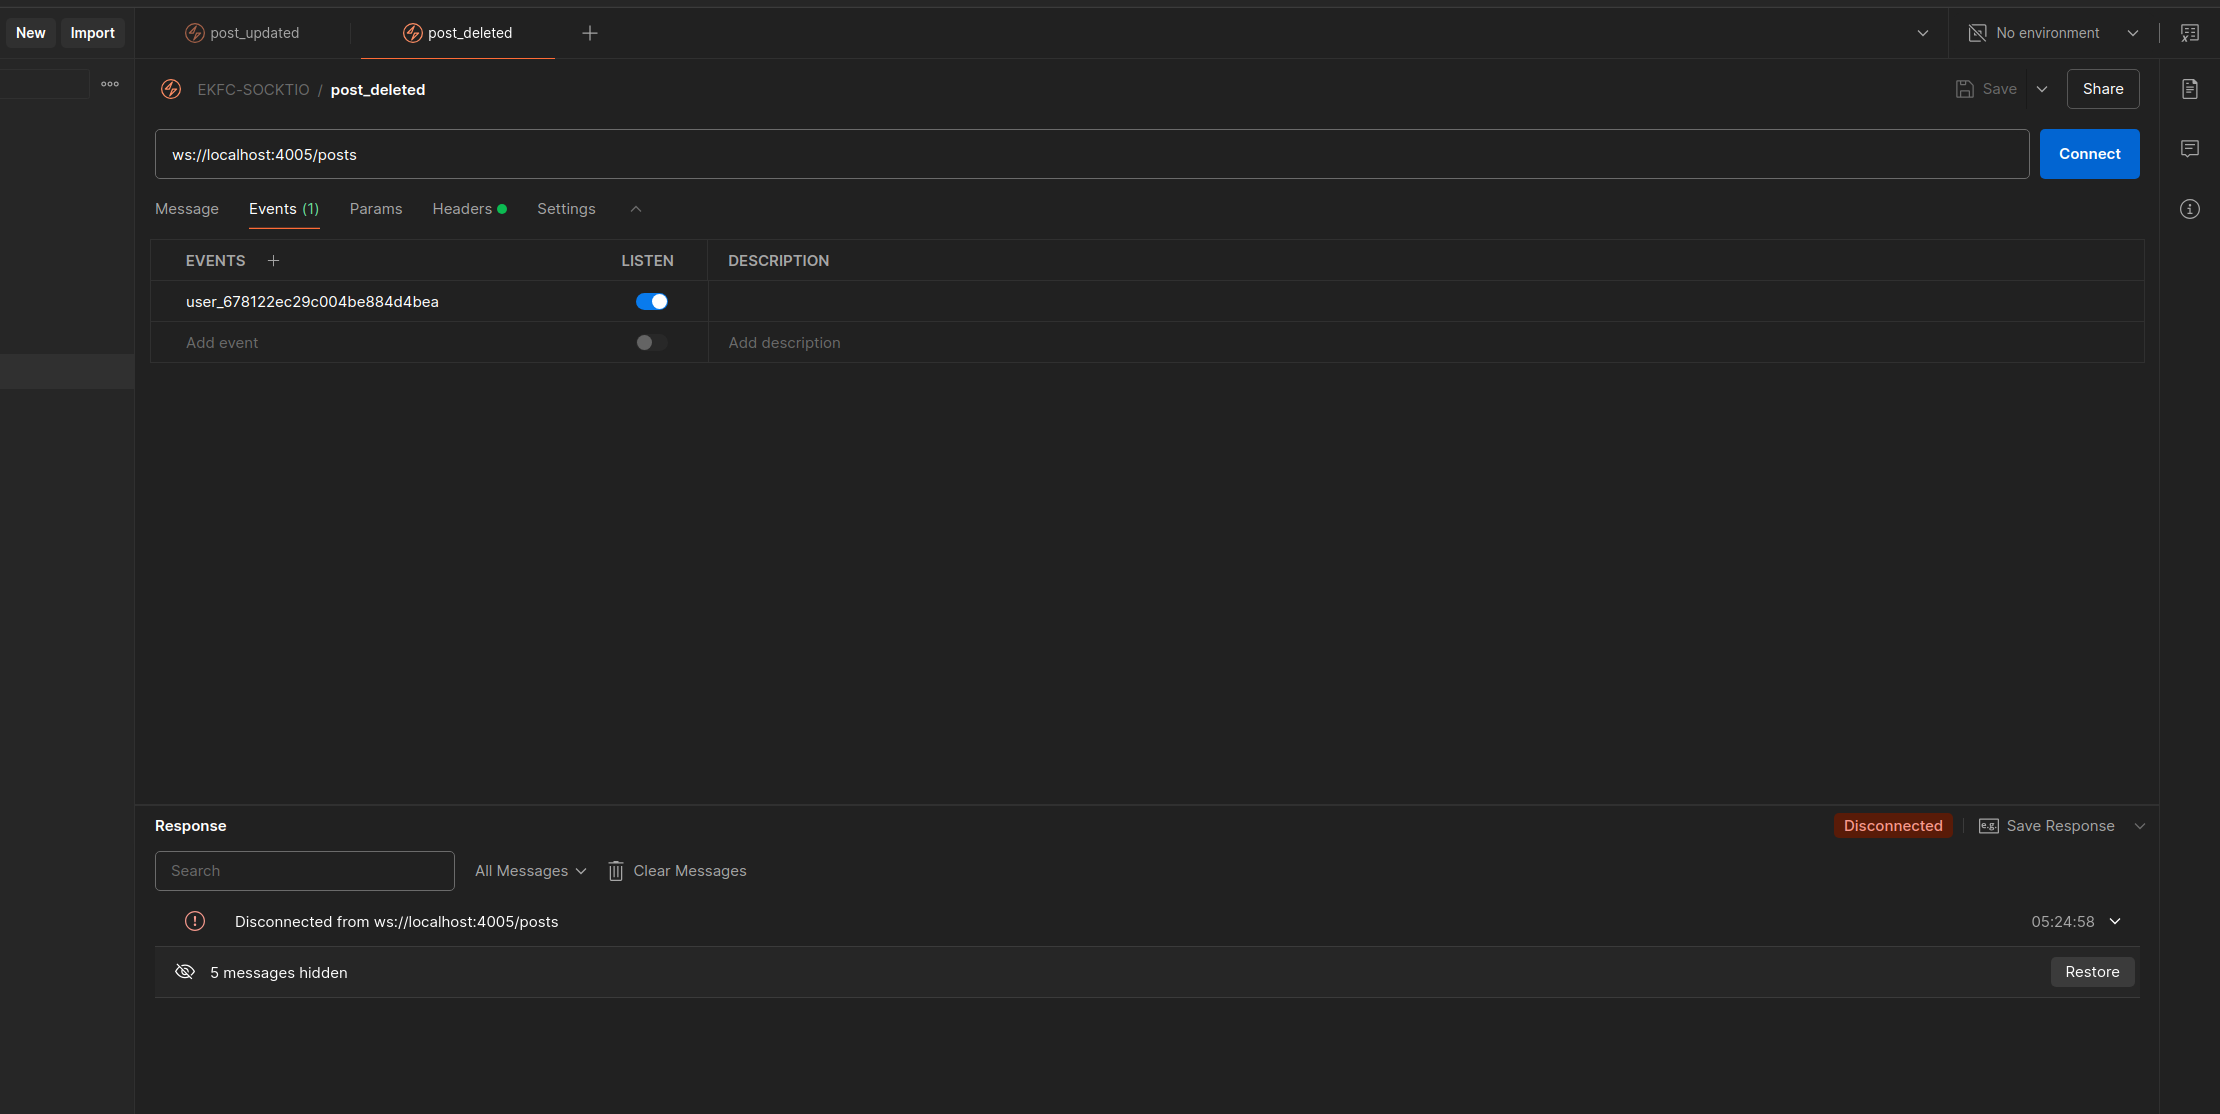 New Import post_updated post_deleted No environment
EKFC-SOCKTIO / post_deleted Save Share
ws://localhost:4005/posts Connect
Message Events (1) Params Headers Settings
EVENTS LISTEN DESCRIPTION
user_678122ec29c004be884d4bea
Add event Add description
Response Disconnected e.g. Save Response
Search All Messages Clear Messages
Disconnected from ws://localhost:4005/posts 05:24:58
5 messages hidden Restore